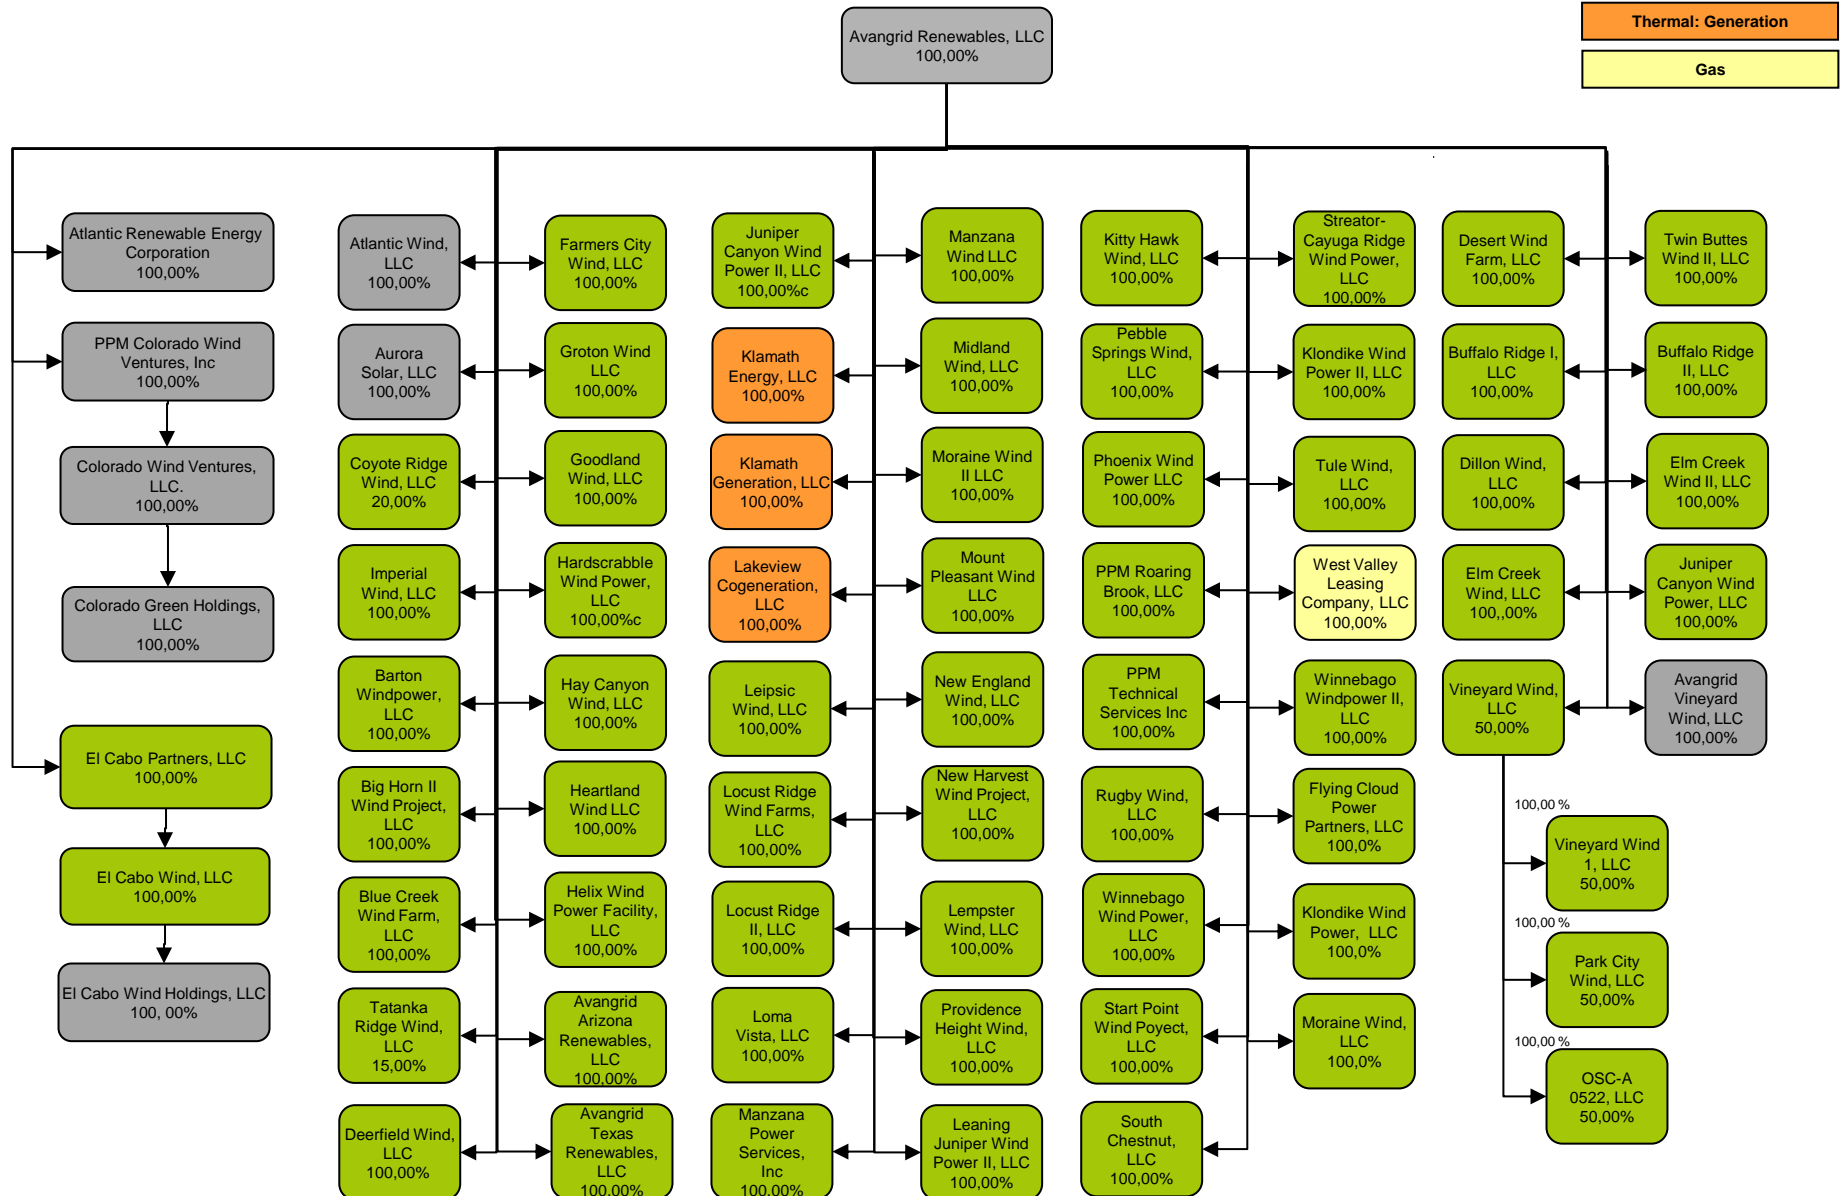 Avangrid Renewables, LLC
100,00%
Thermal: Generation
Gas
Atlantic Renewable Energy
Corporation
100,00%
PPM Colorado Wind
Ventures, Inc
100,00%
Colorado Wind Ventures,
LLC.
100,00%
Colorado Green Holdings,
LLC
100,00%
El Cabo Partners, LLC
100,00%
El Cabo Wind, LLC
100,00%
El Cabo Wind Holdings, LLC
100, 00%
Atlantic Wind,
LLC
100,00%
Aurora
Solar, LLC
100,00%
Coyote Ridge
Wind, LLC
20,00%
Imperial
Wind, LLC
100,00%
Barton
Windpower,
LLC
100,00%
Big Horn II
Wind Project,
LLC
100,00%
Blue Creek
Wind Farm,
LLC
100,00%
Tatanka
Ridge Wind,
LLC
15,00%
Deerfield Wind,
LLC
100,00%
Farmers City
Wind, LLC
100,00%
Groton Wind
LLC
100,00%
Goodland
Wind, LLC
100,00%
Hardscrabble
Wind Power,
LLC
100,00%c
Hay Canyon
Wind, LLC
100,00%
Heartland
Wind LLC
100,00%
Helix Wind
Power Facility,
LLC
100,00%
Avangrid
Arizona
Renewables,
LLC
100,00%
Avangrid
Texas
Renewables,
LLC
100,00%
Juniper
Canyon Wind
Power II, LLC
100,00%c
Klamath
Energy, LLC
100,00%
Klamath
Generation, LLC
100,00%
Lakeview
Cogeneration,
LLC
100,00%
Leipsic
Wind, LLC
100,00%
Locust Ridge
Wind Farms,
LLC
100,00%
Locust Ridge
II, LLC
100,00%
Loma
Vista, LLC
100,00%
Manzana
Power
Services,
Inc
100,00%
Manzana
Wind LLC
100,00%
Midland
Wind, LLC
100,00%
Moraine Wind
II LLC
100,00%
Mount
Pleasant Wind
LLC
100,00%
New England
Wind, LLC
100,00%
New Harvest
Wind Project,
LLC
100,00%
Lempster
Wind, LLC
100,00%
Providence
Height Wind,
LLC
100,00%
Leaning
Juniper Wind
Power II, LLC
100,00%
Kitty Hawk
Wind, LLC
100,00%
Pebble
Springs Wind,
LLC
100,00%
Phoenix Wind
Power LLC
100,00%
PPM Roaring
Brook, LLC
100,00%
PPM
Technical
Services Inc
100,00%
Rugby Wind,
LLC
100,00%
Winnebago
Wind Power,
LLC
100,00%
Start Point
Wind Poyect,
LLC
100,00%
South
Chestnut,
LLC
100,00%
Streator-
Cayuga Ridge
Wind Power,
LLC
100,00%
Klondike Wind
Power II, LLC
100,00%
Tule Wind,
LLC
100,00%
West Valley
Leasing
Company, LLC
100,00%
Winnebago
Windpower II,
LLC
100,00%
Flying Cloud
Power
Partners, LLC
100,0%
Klondike Wind
Power, LLC
100,0%
Moraine Wind,
LLC
100,0%
Desert Wind
Farm, LLC
100,00%
Buffalo Ridge I,
LLC
100,00%
Dillon Wind,
LLC
100,00%
Elm Creek
Wind, LLC
100,,00%
Vineyard Wind,
LLC
50,00%
100,00 %
Vineyard Wind
1, LLC
50,00%
100,00 %
Park City
Wind, LLC
50,00%
100,00 %
OSC-A
0522, LLC
50,00%
Twin Buttes
Wind II, LLC
100,00%
Buffalo Ridge
II, LLC
100,00%
Elm Creek
Wind II, LLC
100,00%
Juniper
Canyon Wind
Power, LLC
100,00%
Avangrid
Vineyard
Wind, LLC
100,00%